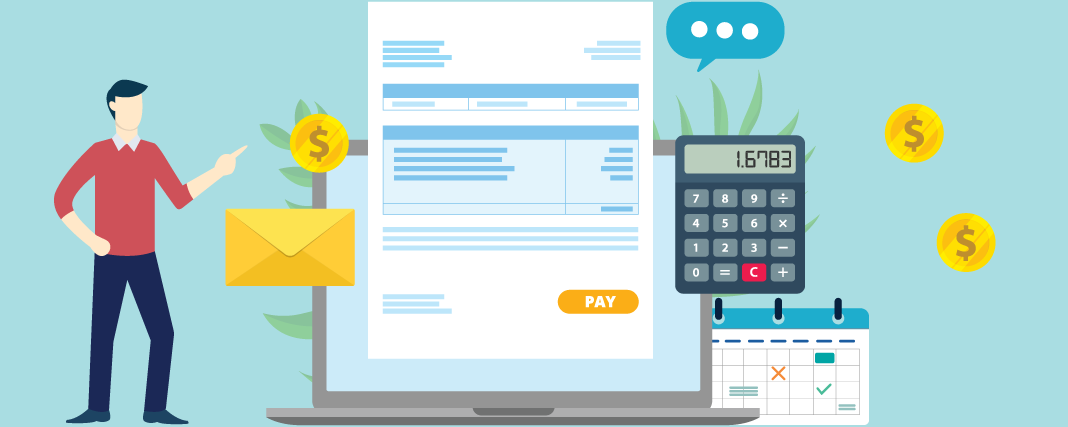 $
1.6783
$
7 8 9 ÷
4 5 6 ×
1 2 3 −
0 = C +
$
PAY